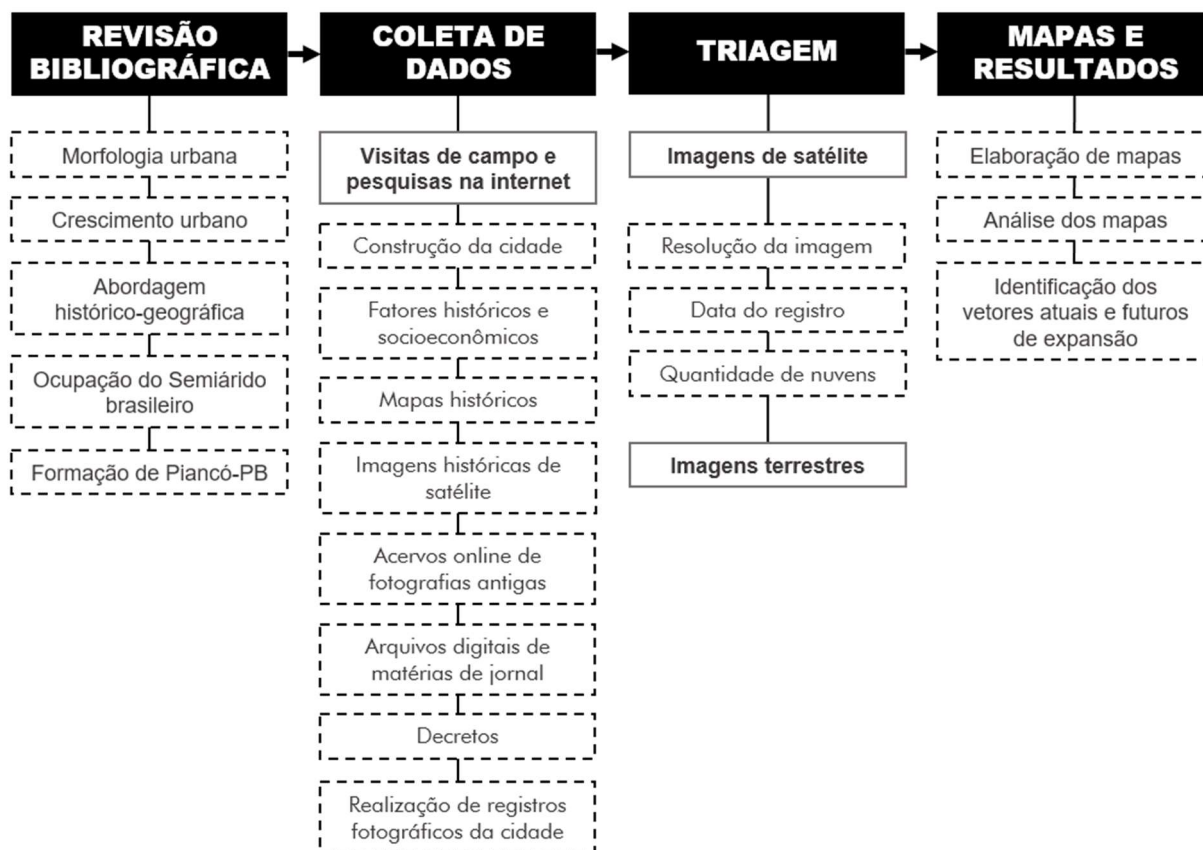 REVISÃO
BIBLIOGRÁFICA
Morfologia urbana
Crescimento urbano
Abordagem
histórico-geográfica
Ocupação do Semiárido
brasileiro
Formação de Piancó-PB
COLETA DE
DADOS
Visitas de campo e
pesquisas na internet
Construção da cidade
Fatores históricos e
socioeconômicos
Mapas históricos
Imagens históricas de
satélite
Acervos online de
fotografias antigas
Arquivos digitais de
matérias de jornal
Decretos
Realização de registros
fotográficos da cidade
TRIAGEM
Imagens de satélite
Resolução da imagem
Data do registro
Quantidade de nuvens
Imagens terrestres
MAPAS E
RESULTADOS
Elaboração de mapas
Análise dos mapas
Identificação dos
vetores atuais e futuros
de expansão